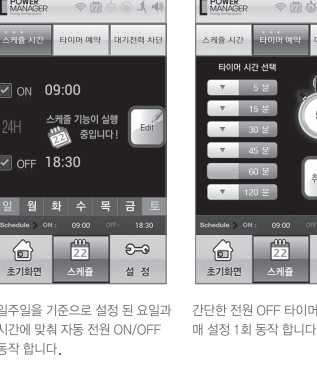 POWER
MANAGER
스케쥴 시간 타이머 예약 대기전력 차단
ON 09:00
24H
스케쥴 기능이 실행
중입니다!
Edit
OFF 18:30
일 월 화 수 목 금 토
Schedule ON : 09:00 OFF : 18:30
초기화면
22
스케쥴
설 정
일주일을 기준으로 설정 된 요일과
시간에 맞춰 자동 전원 ON/OFF
동작 합니다.
POWER
MANAGER
스케쥴 시간 타이머 예약
타이머 시간 선택
5 분
15 분
30 분
45 분
60 분
120 분
Schedule ON : 09:00
초기화면
22
스케쥴
설 정
간단한 전원 OFF 타이머
매 설정 1회 동작 합니다